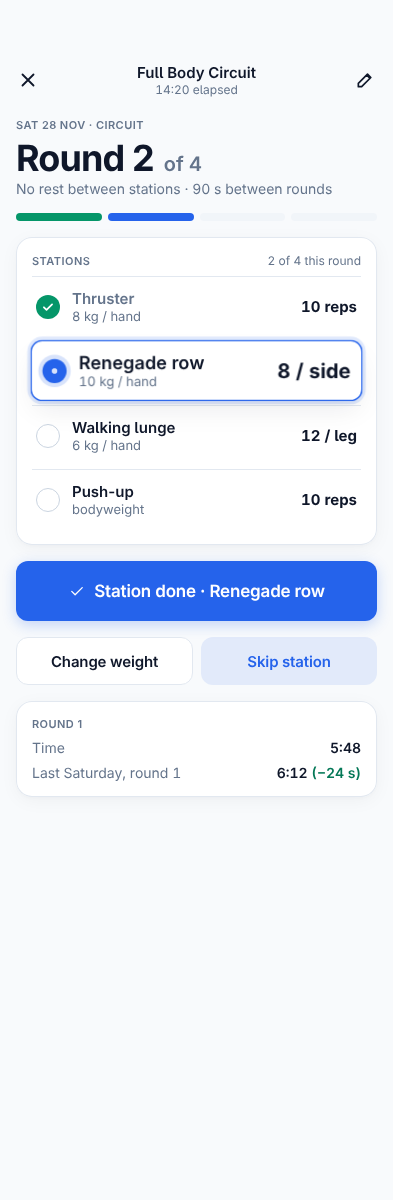 Full Body Circuit
14:20 elapsed
SAT 28 NOV · CIRCUIT
Round 2 of 4
No rest between stations · 90 s between rounds
STATIONS 2 of 4 this round
Thruster
8 kg / hand
10 reps
Renegade row
10 kg / hand
8 / side
Walking lunge
6 kg / hand
12 / leg
Push-up
bodyweight
10 reps
Station done · Renegade row
Change weight
Skip station
ROUND 1
Time 5:48
Last Saturday, round 1 6:12 (−24 s)